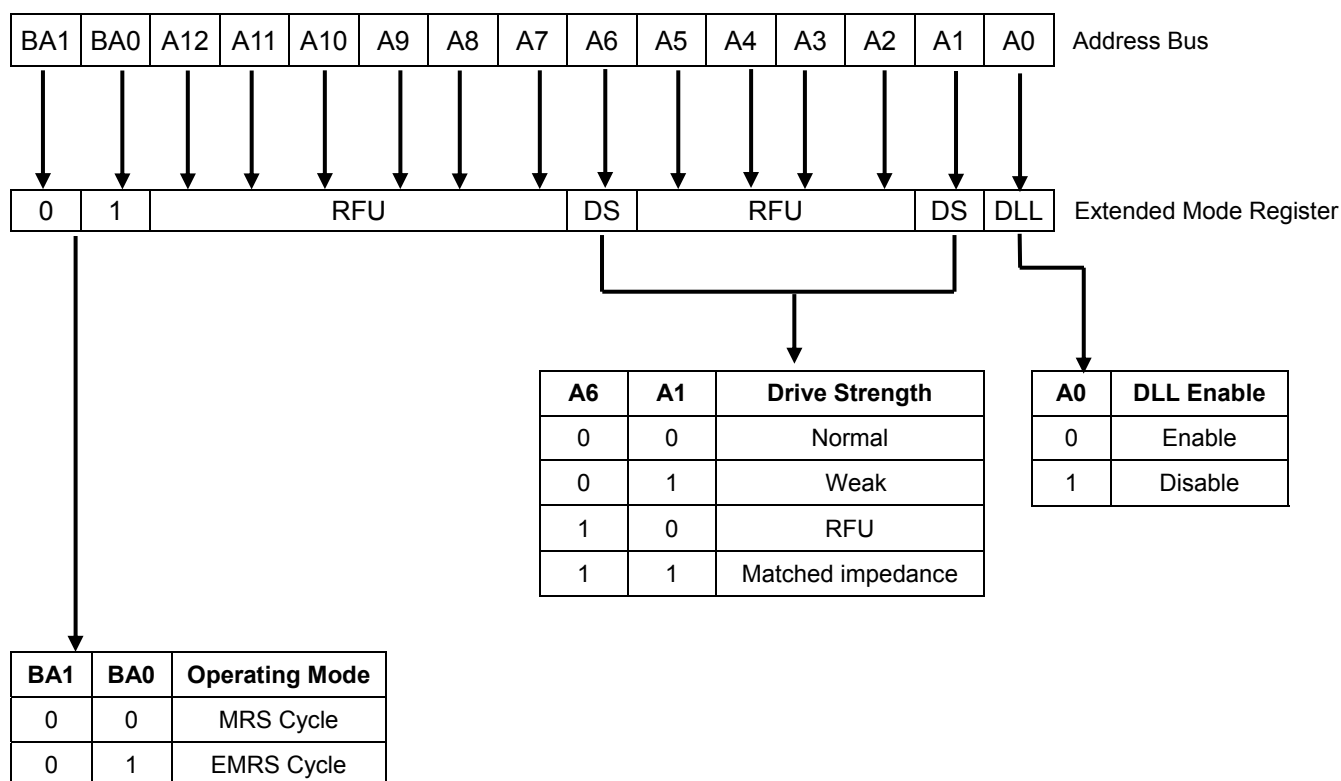 BA1 BA0 A12 A11 A10 A9 A8 A7 A6 A5 A4 A3 A2 A1 A0 Address Bus
0 1 RFU DS RFU DS DLL Extended Mode Register
A6 A1 Drive Strength
0 0 Normal
0 1 Weak
1 0 RFU
1 1 Matched impedance
A0 DLL Enable
0 Enable
1 Disable
BA1 BA0 Operating Mode
0 0 MRS Cycle
0 1 EMRS Cycle